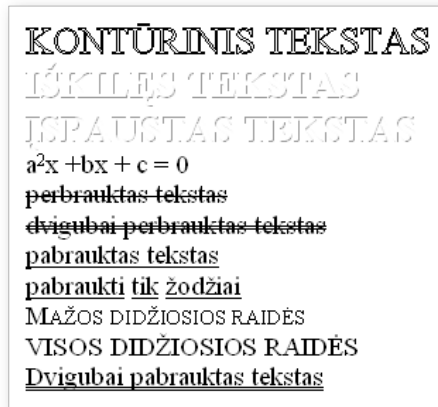 KONTŪRINIS TEKSTAS
IŠKILĘS TEKSTAS
ĮSPAUSTAS TEKSTAS
a²x +bx + c = 0
perbrauktas tekstas
dvigubai perbrauktas tekstas
pabrauktas tekstas
pabraukti tik žodžiai
MAŽOS DIDŽIOSIOS RAIDĖS
VISOS DIDŽIOSIOS RAIDĖS
Dvigubai pabrauktas tekstas